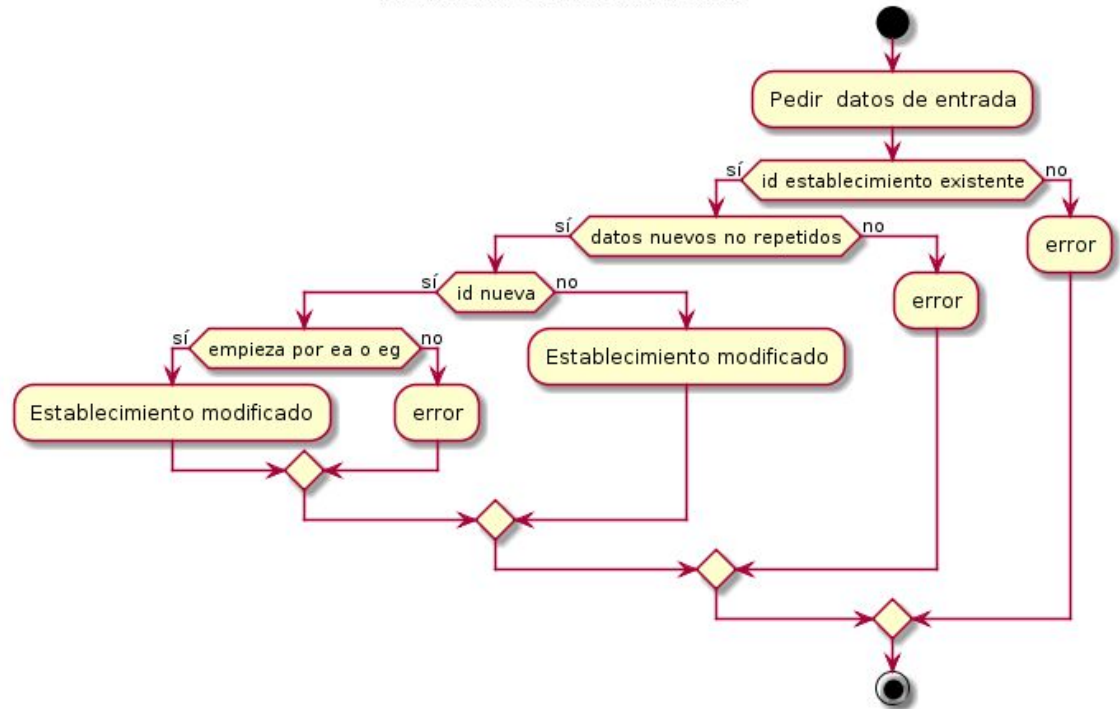 Pedir datos de entrada
sí
id establecimiento existente
no
sí
datos nuevos no repetidos
no
error
sí
id nueva
no
error
sí
empieza por ea o eg
no
Establecimiento modificado
Establecimiento modificado
error